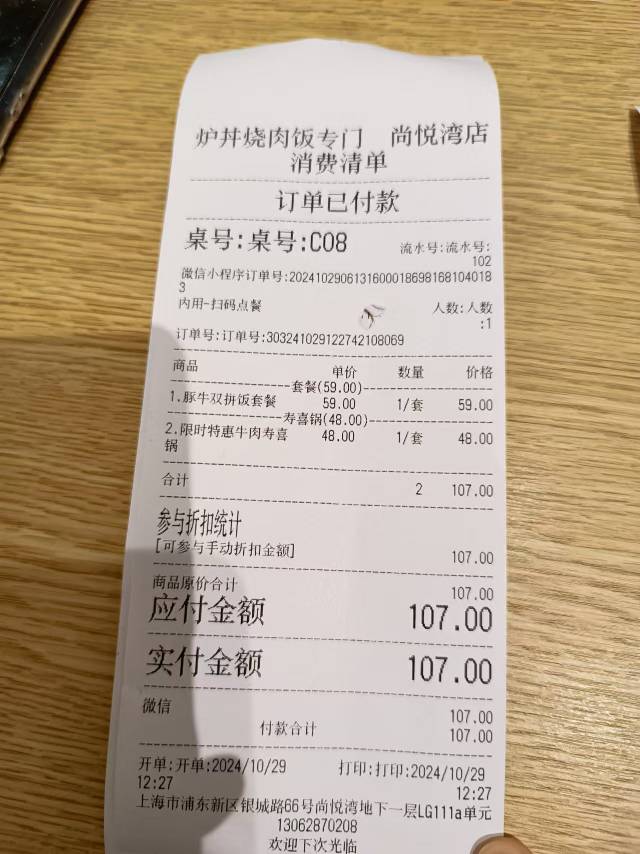 炉丼烧肉饭专门 尚悦湾店
消费清单
订单已付款
桌号:桌号:C08 流水号:流水号:
102
微信小程序订单号:2024102906131600018698168104018
3
内用-扫码点餐 人数:人数
:1
订单号:订单号:303241029122742108069
商品 单价 数量 价格
套餐(59.00)
1.豚牛双拼饭套餐 59.00 1/套 59.00
寿喜锅(48.00)
2.限时特惠牛肉寿喜 48.00 1/套 48.00
锅
合计 2 107.00
参与折扣统计
[可参与手动折扣金额] 107.00
商品原价合计 107.00
应付金额 107.00
实付金额 107.00
微信 107.00
付款合计 107.00
开单:开单:2024/10/29 打印:打印:2024/10/29
12:27 12:27
上海市浦东新区银城路66号尚悦湾地下一层LG111a单元
13062870208
欢迎下次光临